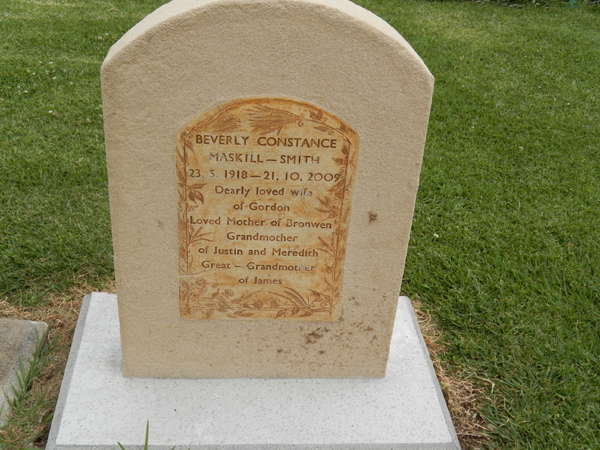 BEVERLY CONSTANCE
MASKILL — SMITH
23. 5. 1918 — 21. 10. 2009
Dearly loved wife
of Gordon
Loved Mother of Bronwen
Grandmother
of Justin and Meredith
Great — Grandmother
of James